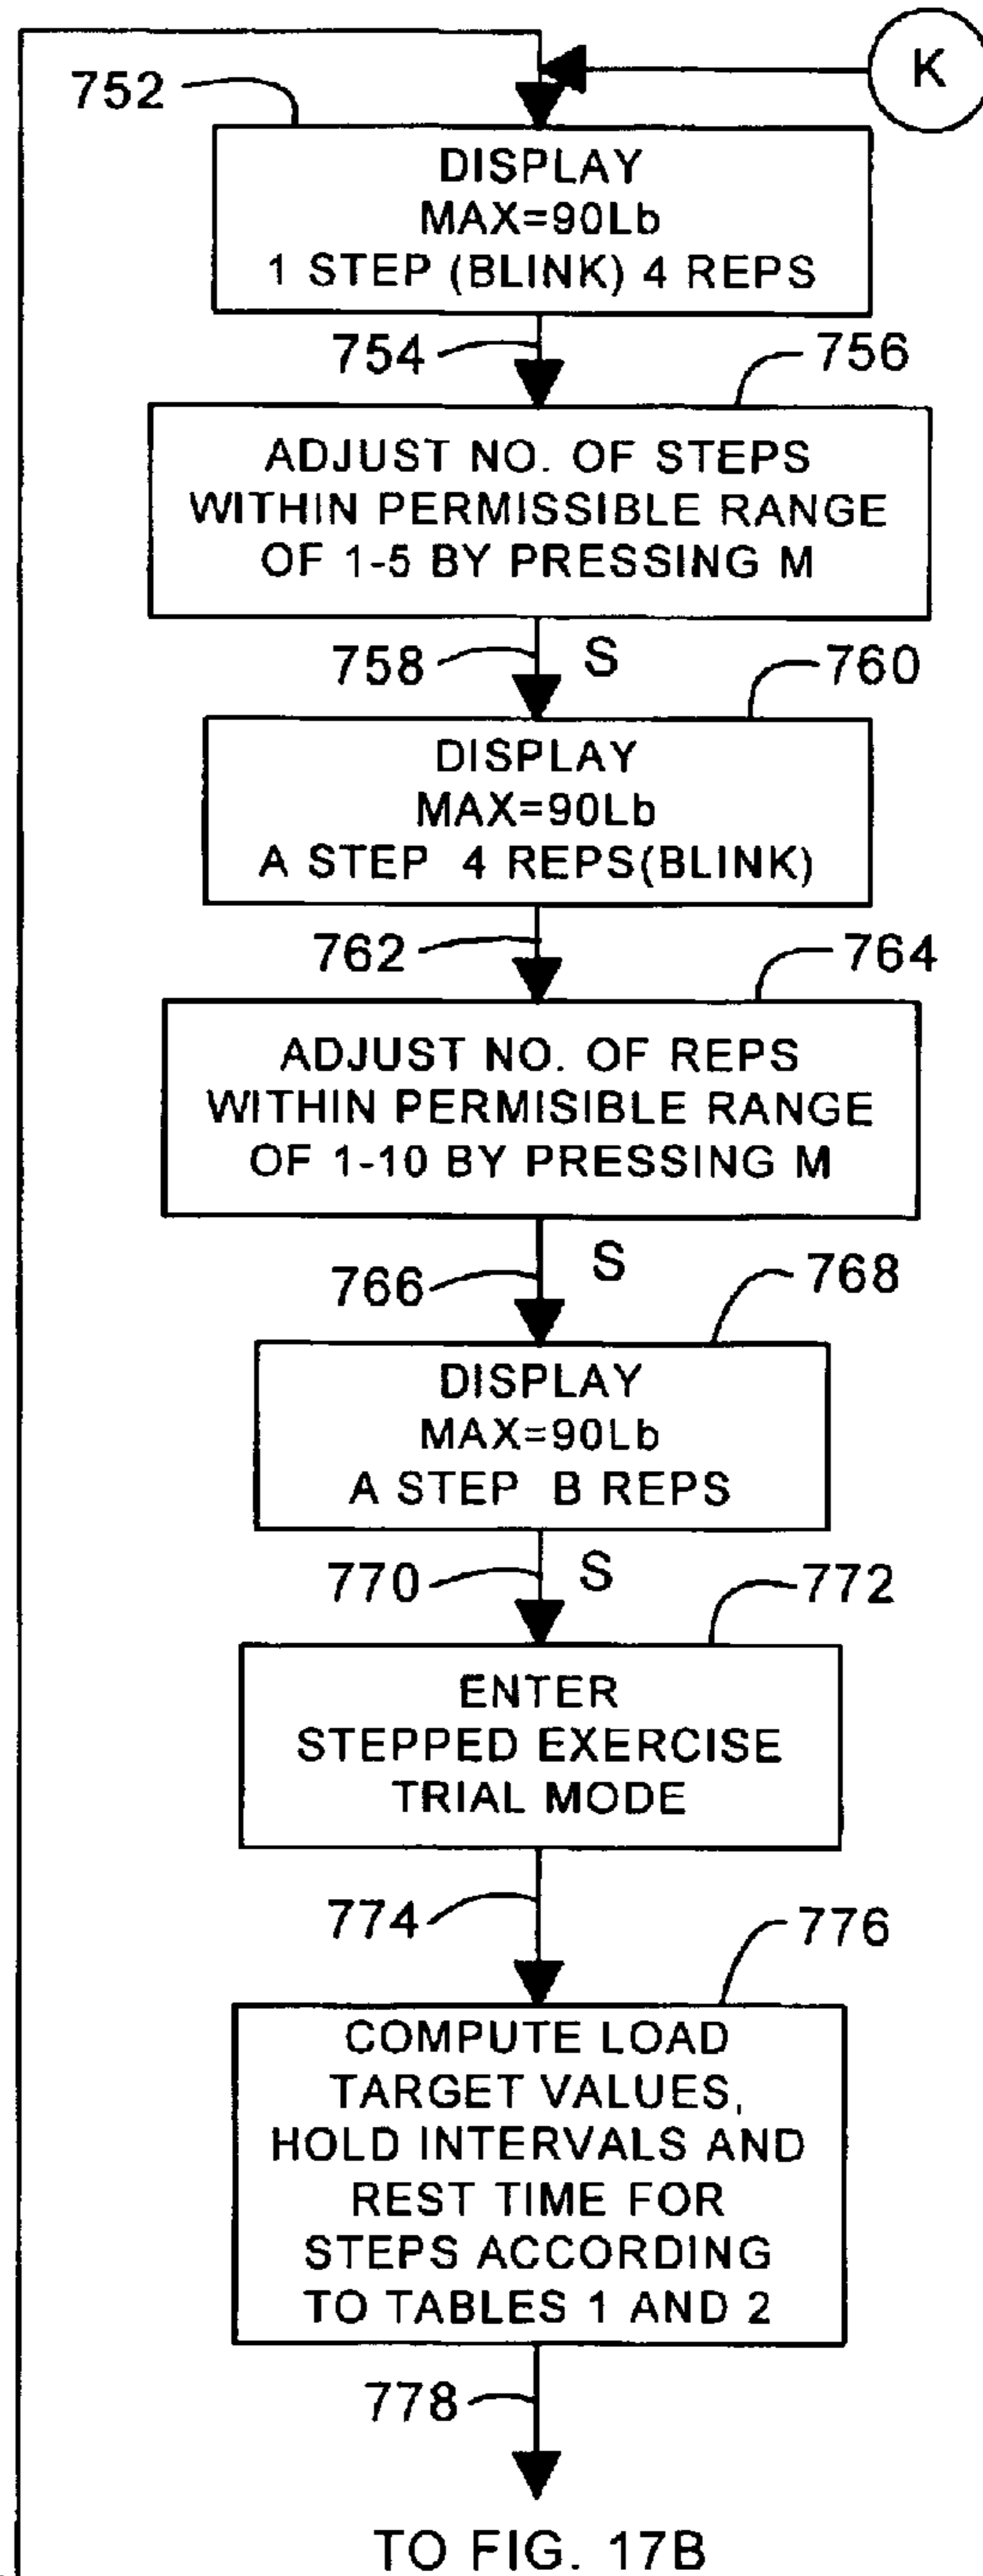 K
752
DISPLAY
MAX=90Lb
1 STEP (BLINK) 4 REPS
754
756
ADJUST NO. OF STEPS
WITHIN PERMISSIBLE RANGE
OF 1-5 BY PRESSING M
758
S
760
DISPLAY
MAX=90Lb
A STEP 4 REPS(BLINK)
762
764
ADJUST NO. OF REPS
WITHIN PERMISIBLE RANGE
OF 1-10 BY PRESSING M
766
S
768
DISPLAY
MAX=90Lb
A STEP B REPS
770
S
772
ENTER
STEPPED EXERCISE
TRIAL MODE
774
776
COMPUTE LOAD
TARGET VALUES,
HOLD INTERVALS AND
REST TIME FOR
STEPS ACCORDING
TO TABLES 1 AND 2
778
TO FIG. 17B